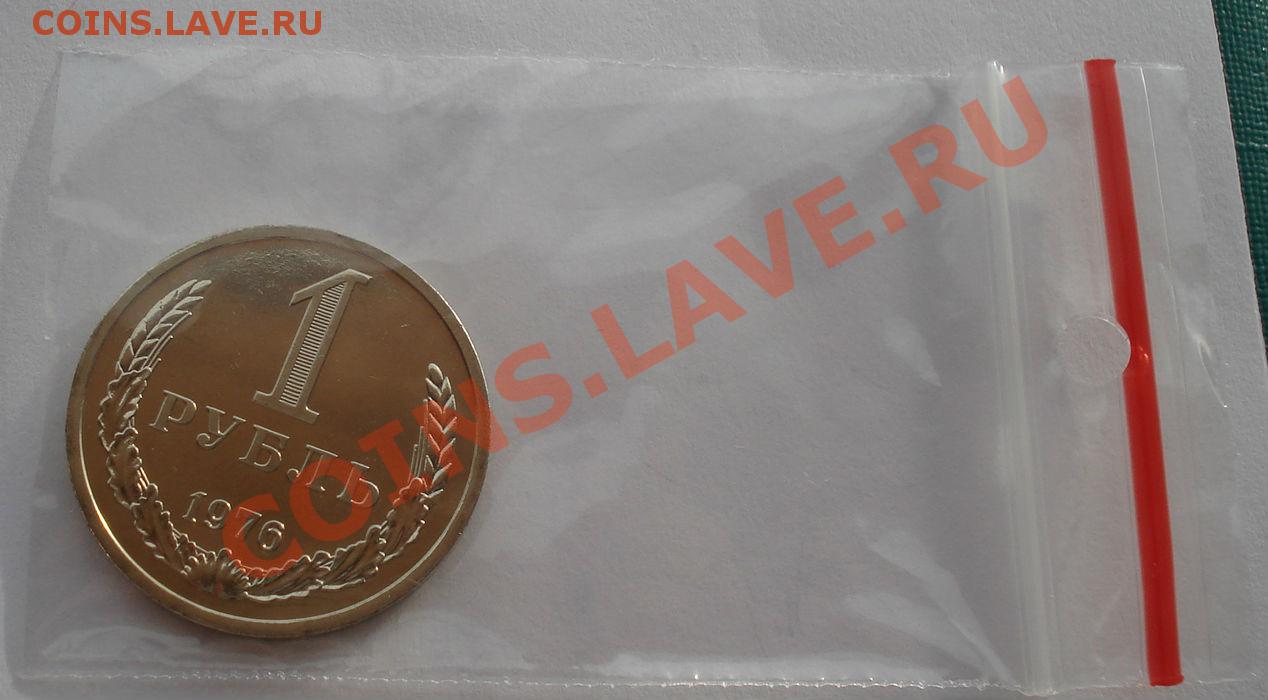 COINS.LAVE.RU
COINS.LAVE.RU
1
РУБЛЬ
1976